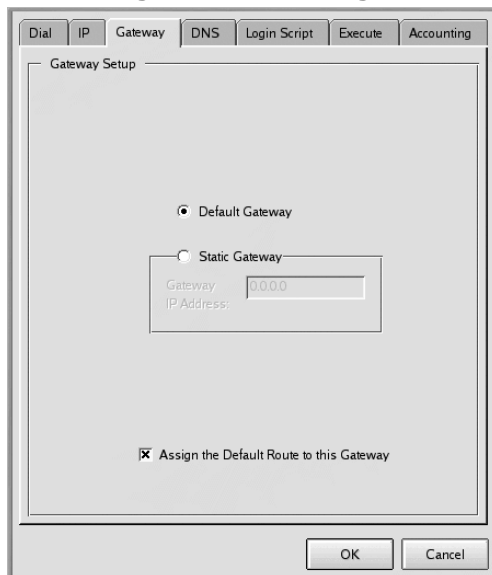 Dial IP Gateway DNS Login Script Execute Accounting
Gateway Setup
Default Gateway
Static Gateway
Gateway 0.0.0.0
IP Address:
Assign the Default Route to this Gateway
OK Cancel